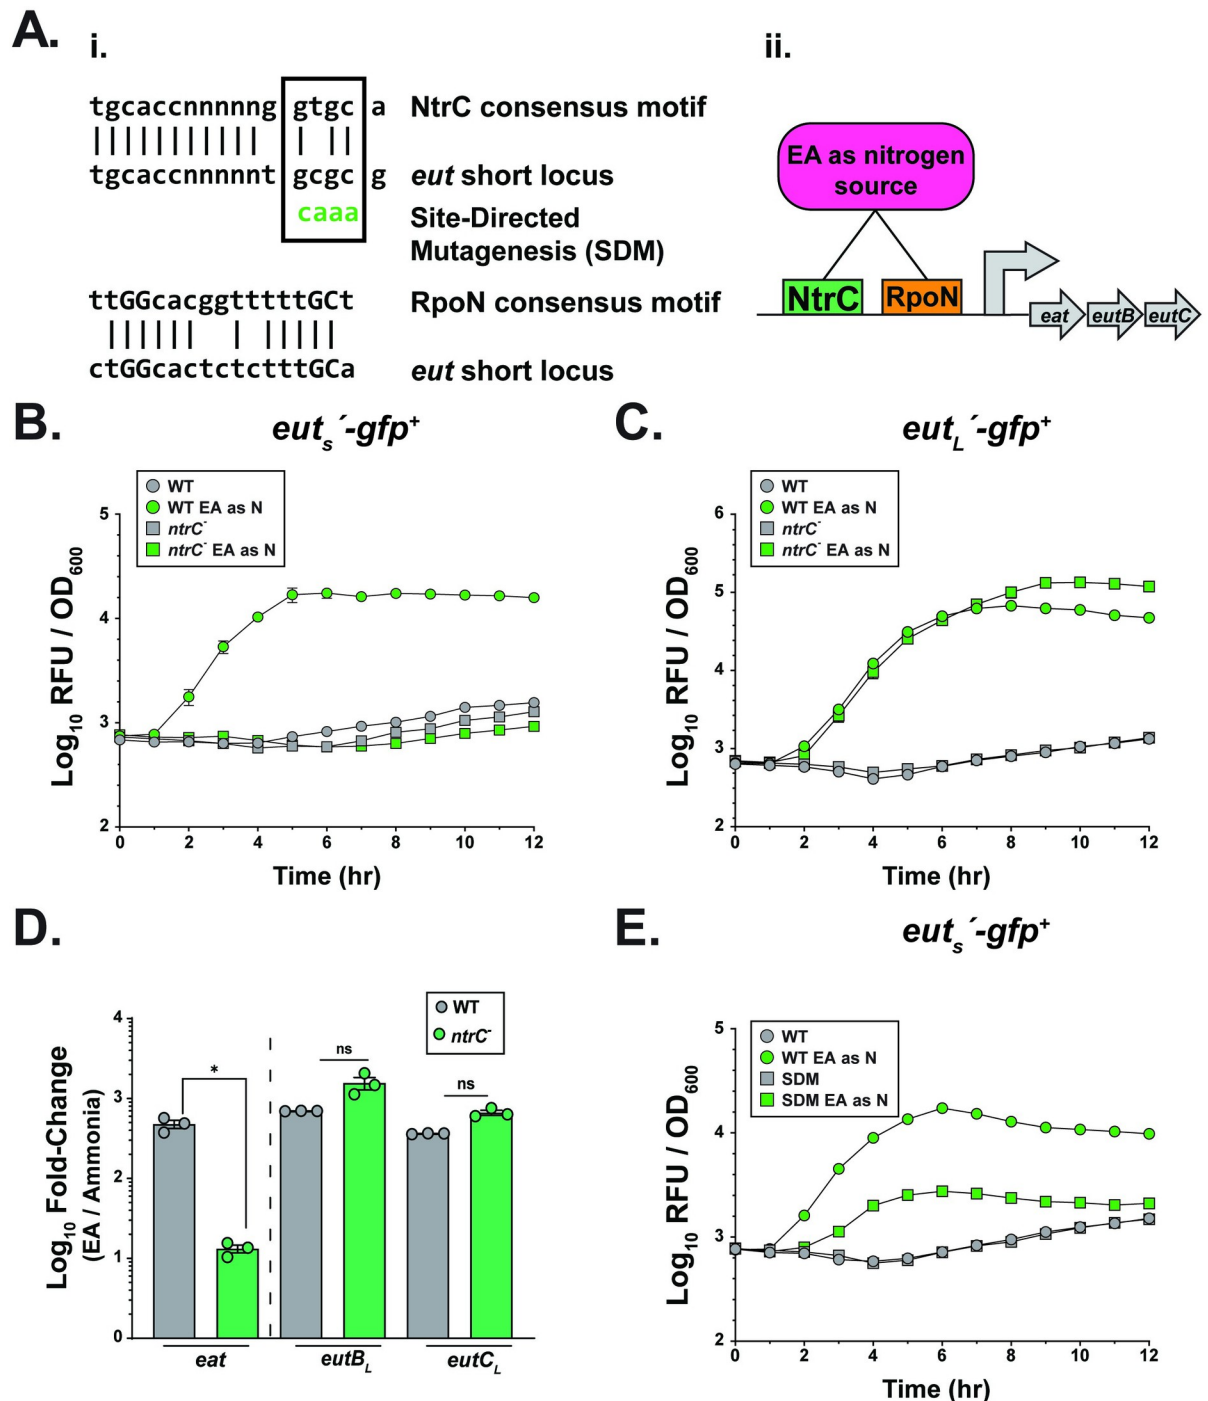 A.
i.
tgcaccnnnnng gtgc a NtrC consensus motif
tgcaccnnnnnt gcgc g eut short locus
caaa Site-Directed
Mutagenesis (SDM)
ttGGcacggtttttGCt RpoN consensus motif
ctGGcactctctttGCa eut short locus
ii.
EA as nitrogen
source
NtrC RpoN
eat eutB eutC
B.
eutₛ´-gfp⁺
WT
WT EA as N
ntrC⁻
ntrC⁻ EA as N
Log₁₀ RFU / OD₆₀₀
5
4
3
2
0 2 4 6 8 10 12
Time (hr)
C.
eut_L´-gfp⁺
WT
WT EA as N
ntrC⁻
ntrC⁻ EA as N
Log₁₀ RFU / OD₆₀₀
6
5
4
3
2
0 2 4 6 8 10 12
Time (hr)
D.
WT
ntrC⁻
Log₁₀ Fold-Change
(EA / Ammonia)
4
3
2
1
0
*
ns
ns
eat eutB_L eutC_L
E.
eutₛ´-gfp⁺
WT
WT EA as N
SDM
SDM EA as N
Log₁₀ RFU / OD₆₀₀
5
4
3
2
0 2 4 6 8 10 12
Time (hr)